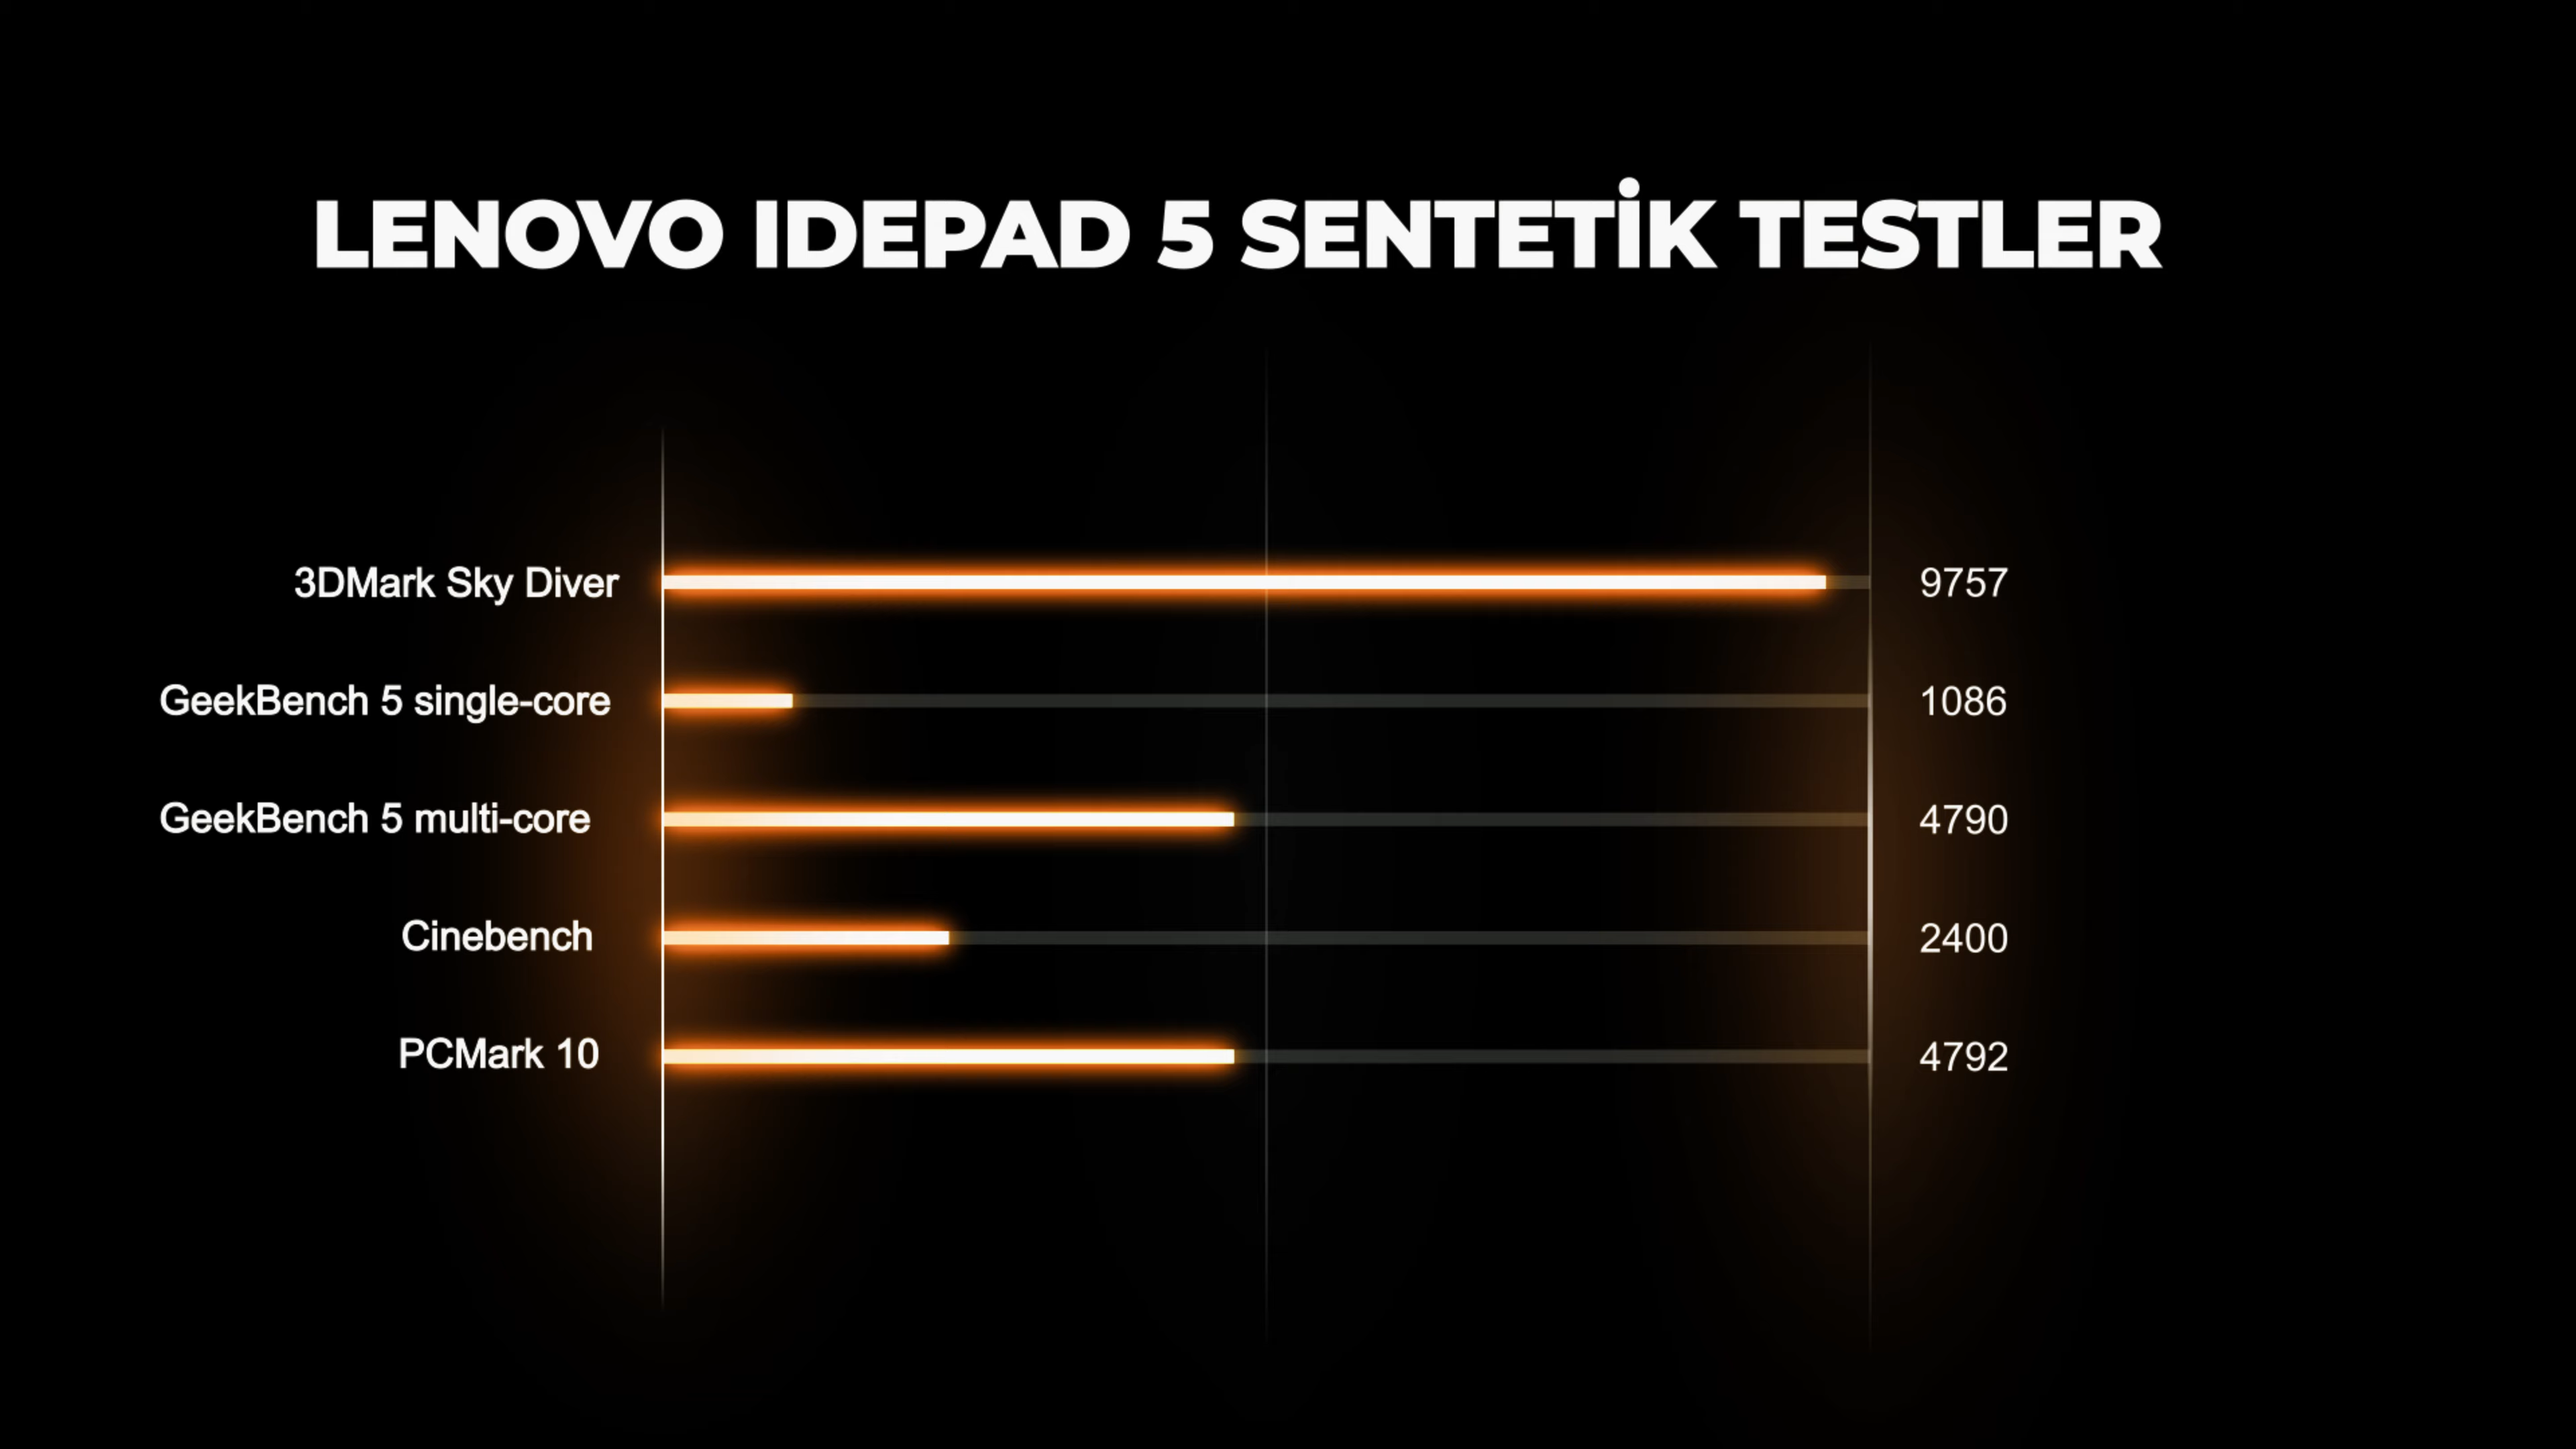 LENOVO IDEPAD 5 SENTETİK TESTLER
3DMark Sky Diver 9757
GeekBench 5 single-core 1086
GeekBench 5 multi-core 4790
Cinebench 2400
PCMark 10 4792